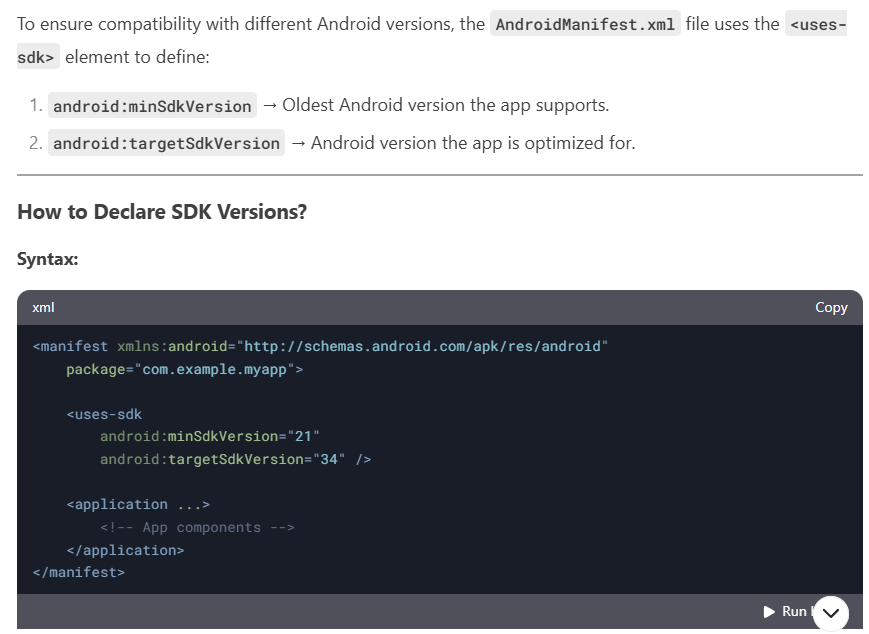 To ensure compatibility with different Android versions, the AndroidManifest.xml file uses the <uses-
sdk> element to define:
1. android:minSdkVersion → Oldest Android version the app supports.
2. android:targetSdkVersion → Android version the app is optimized for.
How to Declare SDK Versions?
Syntax:
xml Copy
<manifest xmlns:android="http://schemas.android.com/apk/res/android"
    package="com.example.myapp">
    <uses-sdk
        android:minSdkVersion="21"
        android:targetSdkVersion="34" />
    <application ...>
        <!-- App components -->
    </application>
</manifest>
Run